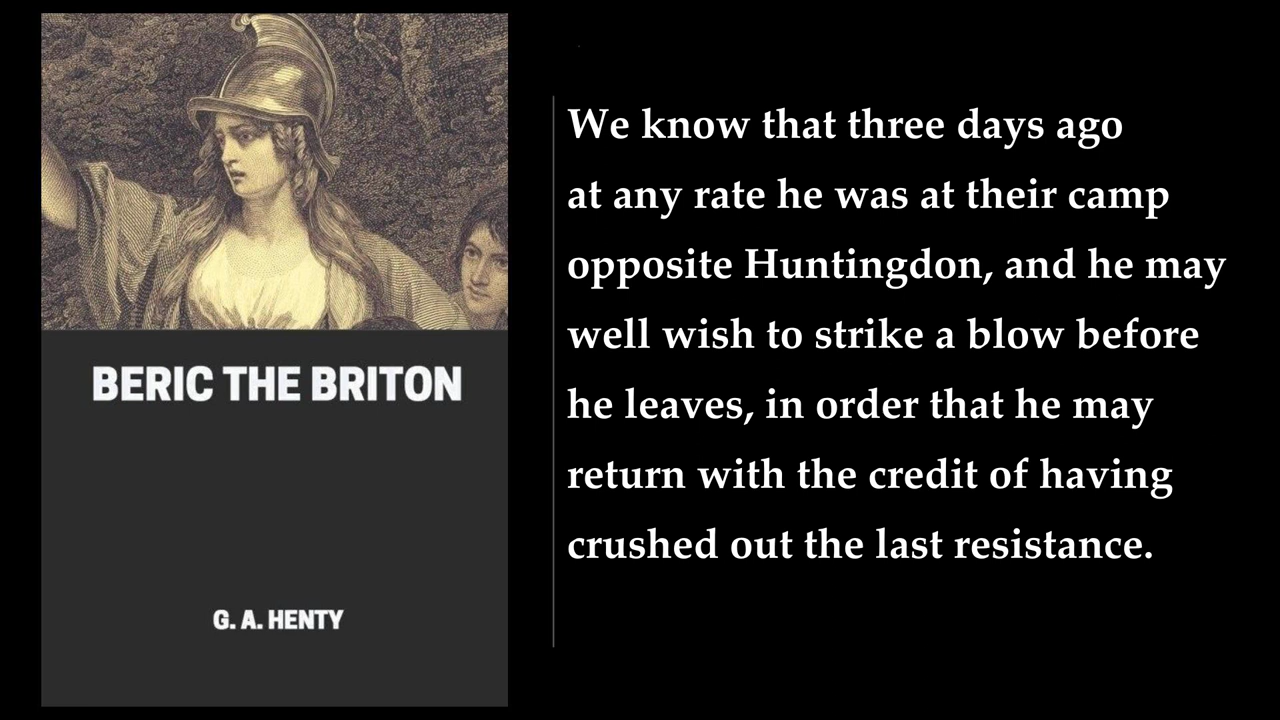 BERIC THE BRITON
G. A. HENTY
We know that three days ago
at any rate he was at their camp
opposite Huntingdon, and he may
well wish to strike a blow before
he leaves, in order that he may
return with the credit of having
crushed out the last resistance.